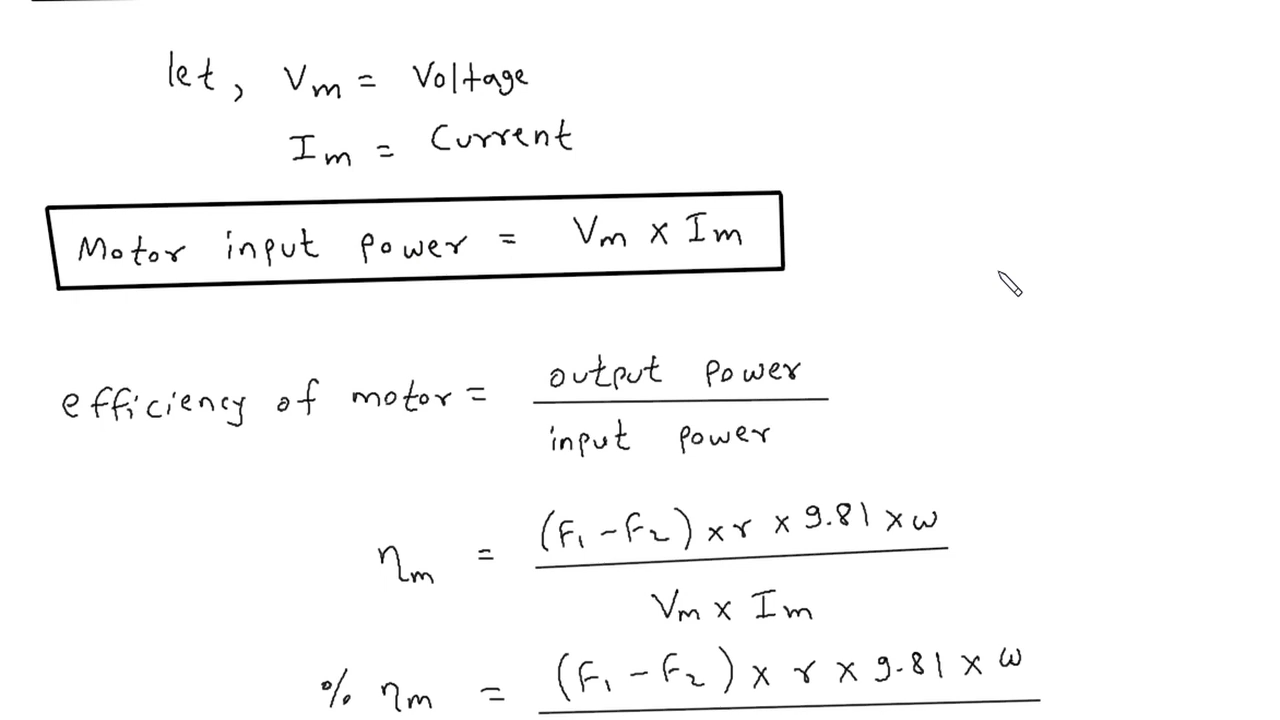 let, Vm = Voltage
Im = Current
Motor input power = Vm x Im
efficiency of motor = output power
input power
ηm = (F1 - F2) x r x 9.81 x ω
Vm x Im
% ηm = (F1 - F2) x r x 9.81 x ω